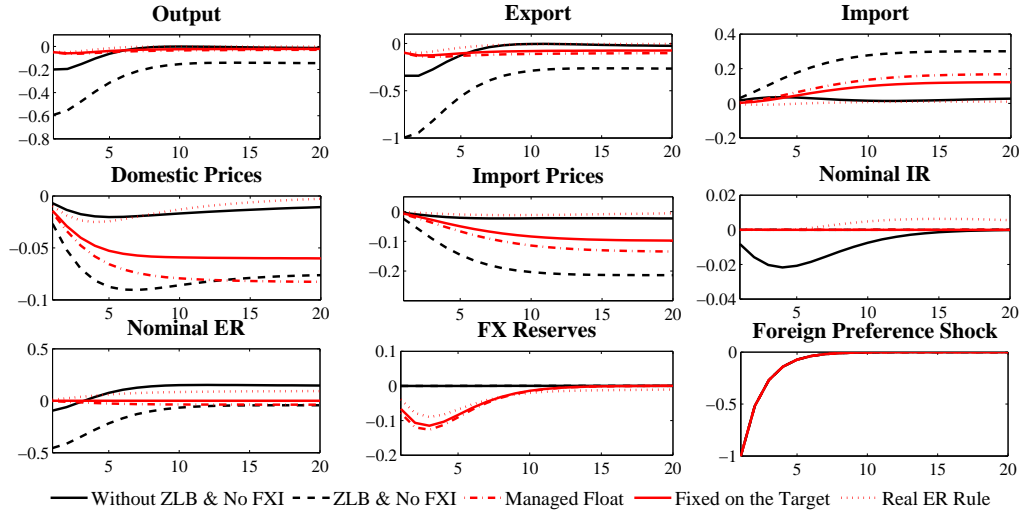 Output
Export
Import
0
−0.2
−0.4
−0.6
−0.8
5 10 15 20
0
−0.5
−1
5 10 15 20
0.4
0.2
0
−0.2
5 10 15 20
Domestic Prices
Import Prices
Nominal IR
0
−0.05
−0.1
5 10 15 20
0
−0.1
−0.2
5 10 15 20
0.02
0
−0.02
−0.04
5 10 15 20
Nominal ER
FX Reserves
Foreign Preference Shock
0.5
0
−0.5
5 10 15 20
0.1
0
−0.1
−0.2
5 10 15 20
0
−0.5
−1
5 10 15 20
Without ZLB & No FXI ZLB & No FXI Managed Float Fixed on the Target Real ER Rule